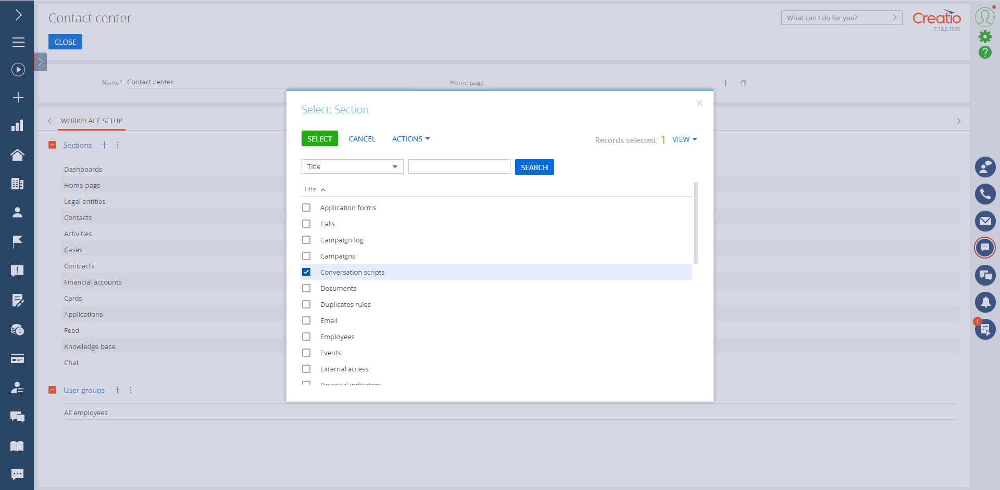 Contact center
What can I do for you?
Creatio
7.18.5.1500
CLOSE
Name*
Contact center
Home page
WORKPLACE SETUP
Sections
Dashboards
Home page
Legal entities
Contacts
Activities
Cases
Contracts
Financial accounts
Cards
Applications
Feed
Knowledge base
Chat
User groups
All employees
Select: Section
SELECT
CANCEL
ACTIONS
Records selected: 1
VIEW
Title
SEARCH
Title
Application forms
Calls
Campaign log
Campaigns
Conversation scripts
Documents
Duplicates rules
Email
Employees
Events
External access
Financial indicators
?
1
1